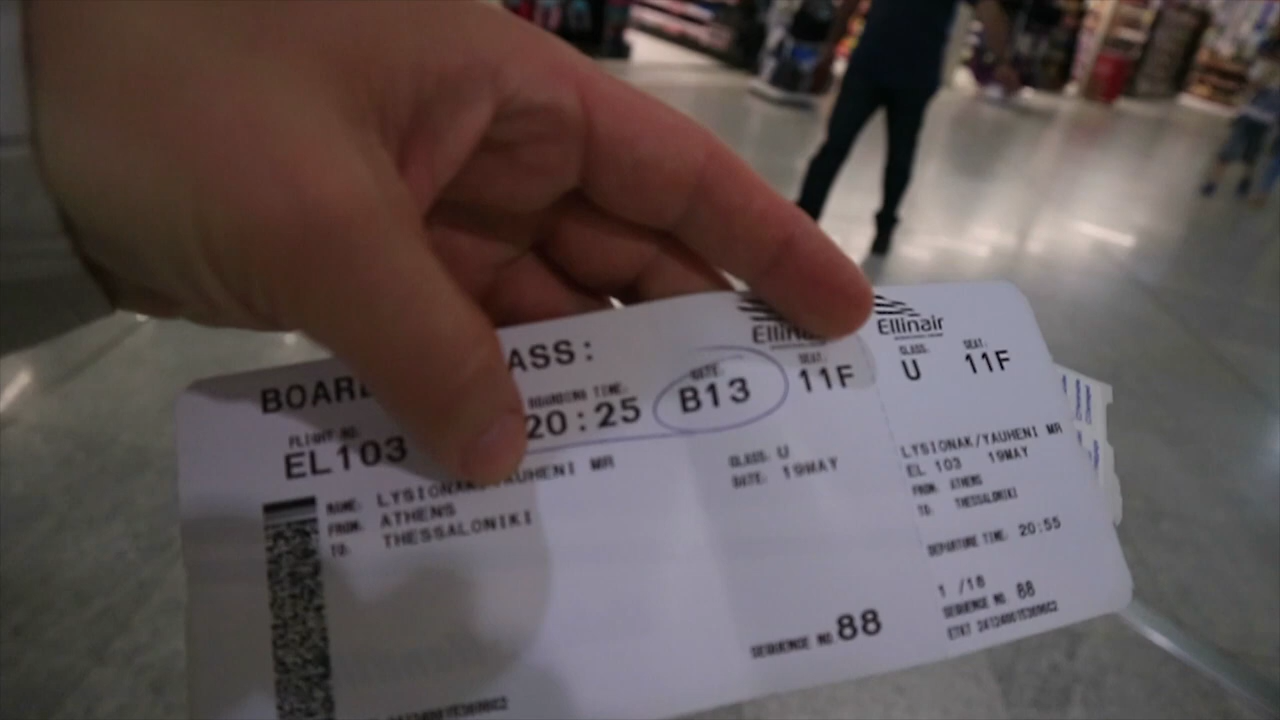 BOARD ASS:
Ellinair
FLIGHT NO. BOARDING TIME: GATE: SEAT:
EL103 20:25 B13 11F
NAME: LYSIONAK/YAUHENI MR
FROM: ATHENS
TO: THESSALONIKI
CLASS: U
DATE: 19MAY
SEQUENCE NO 88
Ellinair
CLASS: SEAT:
U 11F
LYSIONAK/YAUHENI MR
EL 103 19MAY
FROM: ATHENS
TO: THESSALONIKI
DEPARTURE TIME: 20:55
1 /18
SEQUENCE NO 88
ETKT